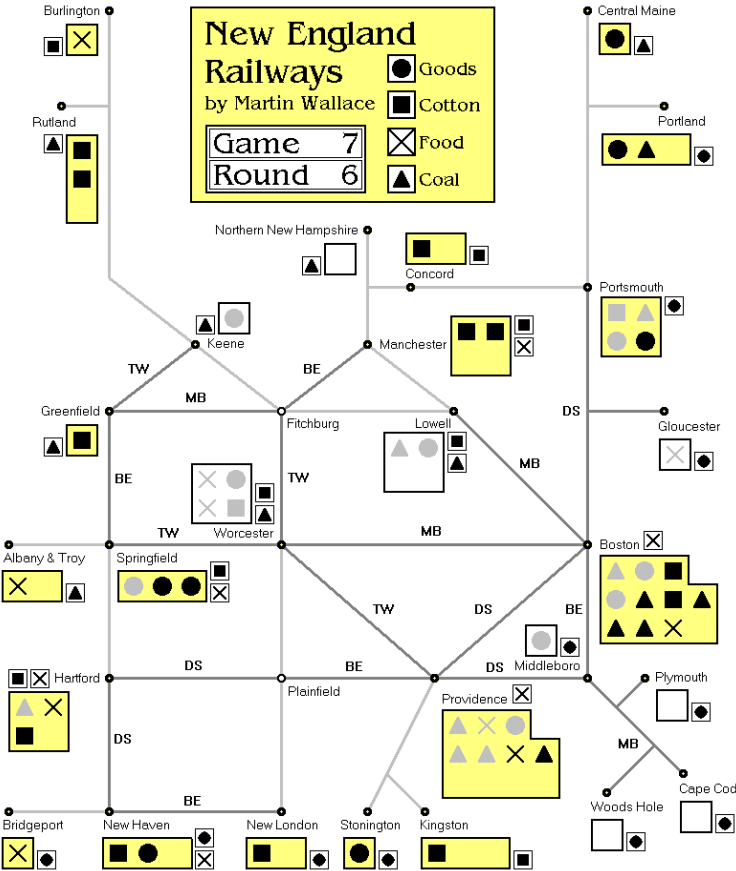 Burlington
Central Maine
New England
Railways
by Martin Wallace
Goods
Cotton
Food
Coal
Game 7
Round 6
Rutland
Portland
Northern New Hampshire
Concord
Portsmouth
Keene
Manchester
TW
BE
MB
Greenfield
Fitchburg
Lowell
DS
Gloucester
BE
TW
MB
Worcester
TW
MB
Albany & Troy
Springfield
Boston
TW
DS
BE
Middleboro
Hartford
DS
BE
DS
Plainfield
Providence
Plymouth
DS
MB
BE
Woods Hole
Cape Cod
Bridgeport
New Haven
New London
Stonington
Kingston